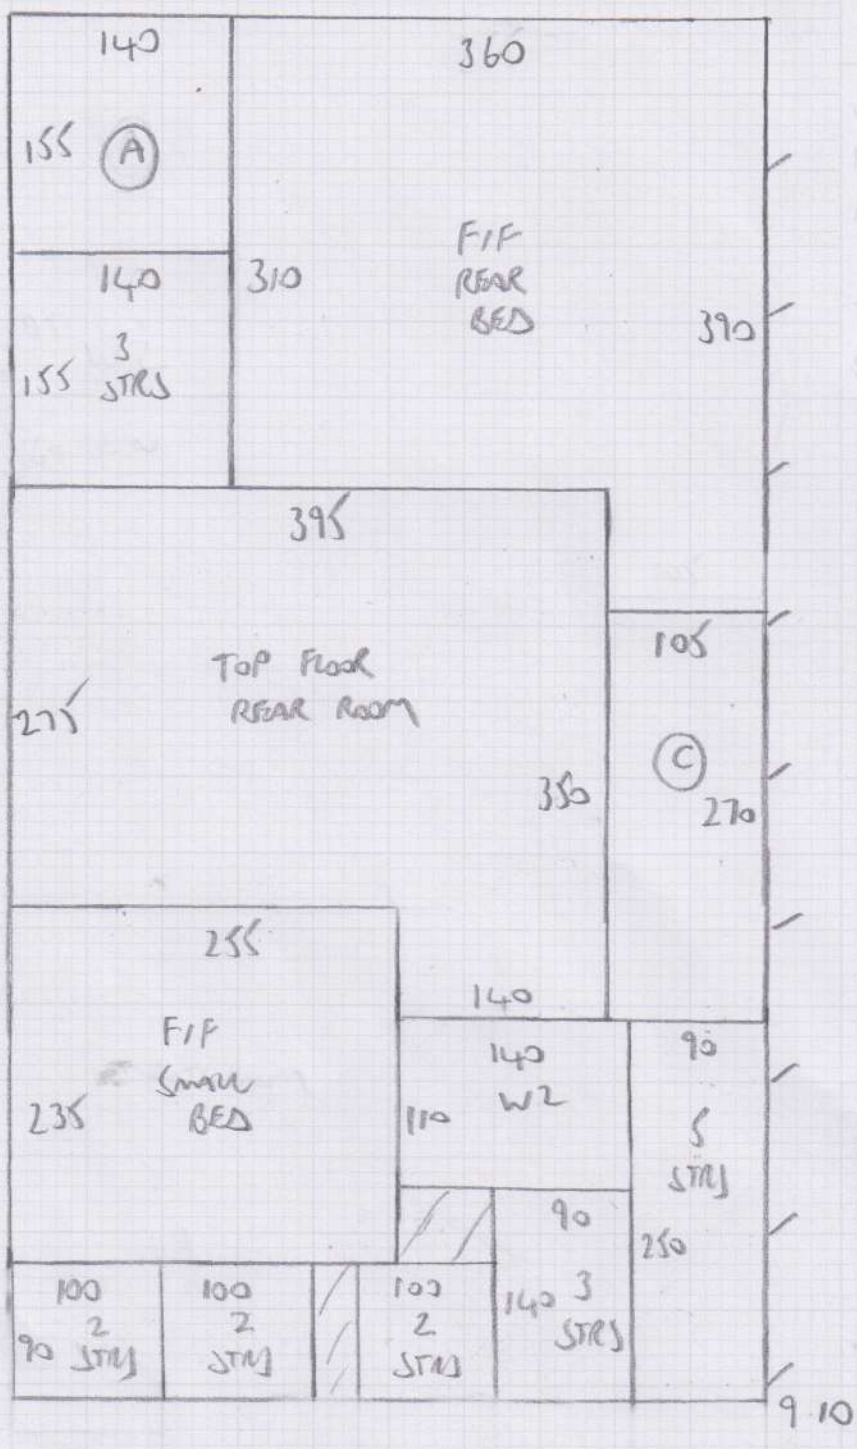 140
360
155
A
F/F
REAR
BED
140
310
390
3
155
STRS
395
TOP FLOOR
REAR ROOM
275
105
C
350
270
255
140
F/F
SMALL
BED
235
140
W2
110
90
5
STRS
250
90
140
3
STRS
100
2
90
STRS
100
2
STRS
100
2
STRS
9.10